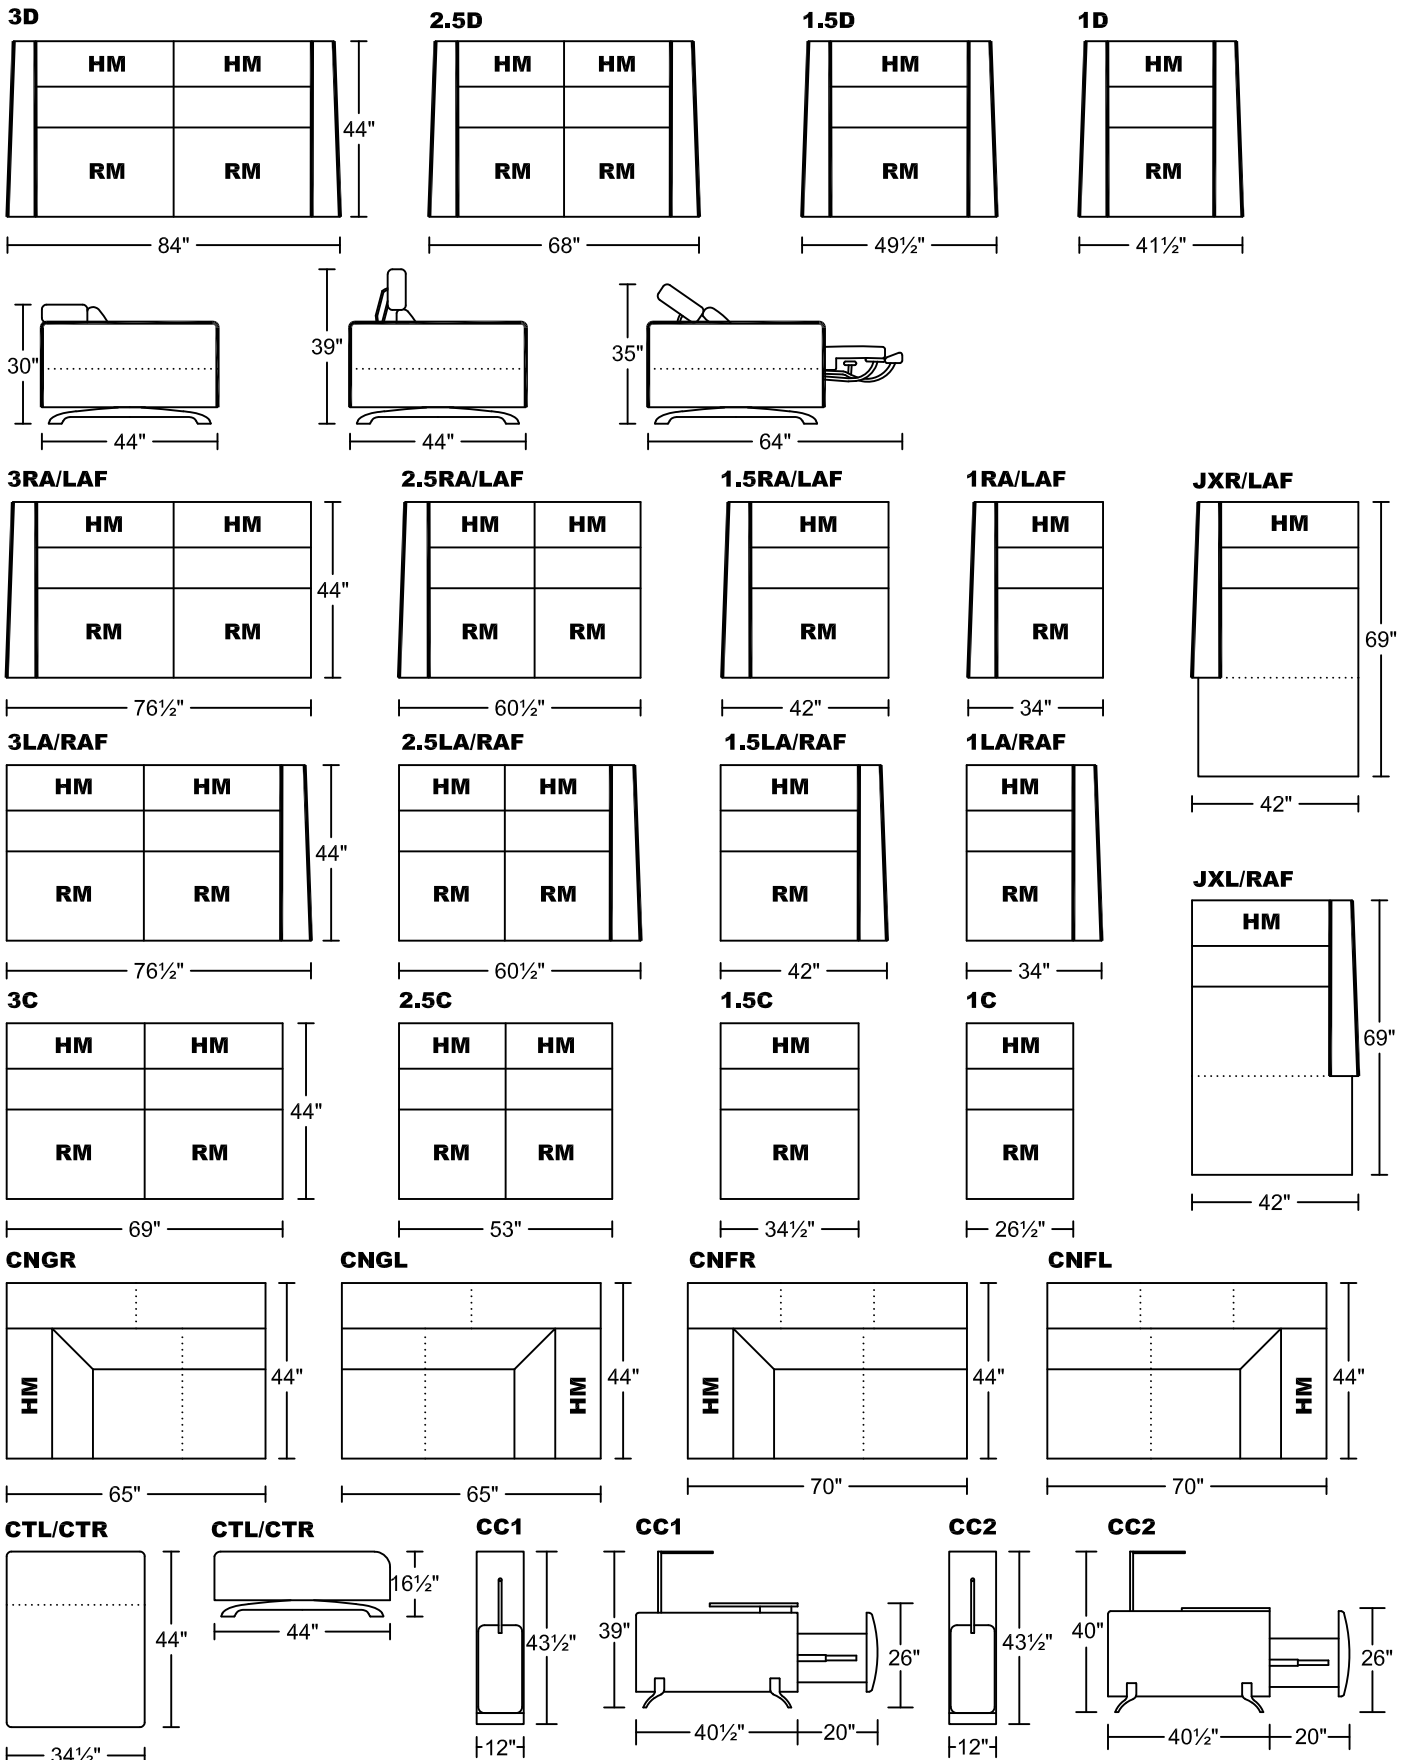 3D
2.5D
1.5D
1D
HM HM
HM HM
HM
HM
44"
RM RM
RM RM
RM
RM
84"
68"
49½"
41½"
30"
39"
35"
44"
44"
64"
3RA/LAF
2.5RA/LAF
1.5RA/LAF
1RA/LAF
JXR/LAF
HM HM
HM HM
HM
HM
HM
44"
RM RM
RM RM
RM
RM
69"
76½"
60½"
42"
34"
3LA/RAF
2.5LA/RAF
1.5LA/RAF
1LA/RAF
HM HM
HM HM
HM
HM
42"
44"
RM RM
RM RM
RM
RM
JXL/RAF
HM
76½"
60½"
42"
34"
3C
2.5C
1.5C
1C
HM HM
HM HM
HM
HM
69"
44"
RM RM
RM RM
RM
RM
69"
53"
34½"
26½"
42"
CNGR
CNGL
CNFR
CNFL
HM
44"
HM
44"
HM
44"
HM
44"
65"
65"
70"
70"
CTL/CTR
CTL/CTR
CC1
CC1
CC2
CC2
16½"
44"
44"
43½"
39"
26"
43½"
40"
26"
34½"
12"
40½"
20"
12"
40½"
20"